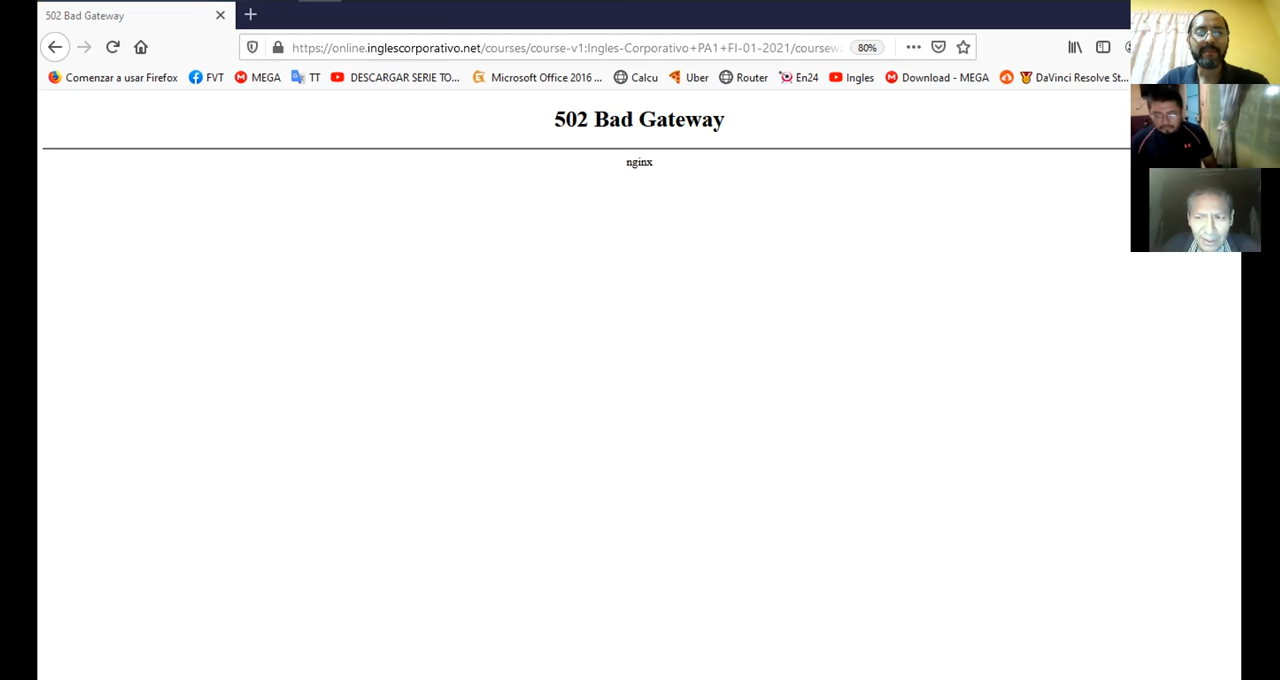 502 Bad Gateway
https://online.inglescorporativo.net/courses/course-v1:Ingles-Corporativo+PA1+FI-01-2021/coursew 80%
Comenzar a usar Firefox FVT MEGA TT DESCARGAR SERIE TO... Microsoft Office 2016 ... Calcu Uber Router En24 Ingles Download - MEGA DaVinci Resolve St...
502 Bad Gateway
nginx